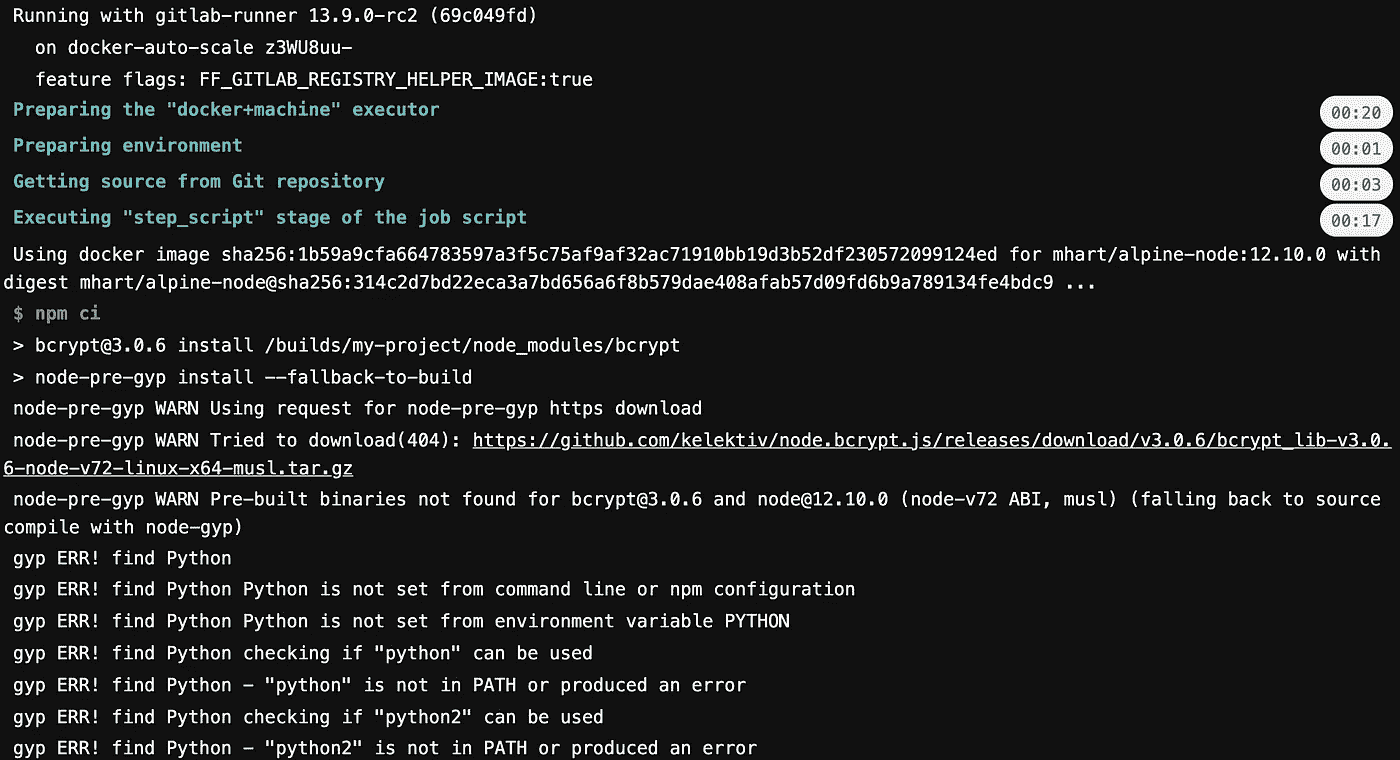 Running with gitlab-runner 13.9.0-rc2 (69c049fd)
on docker-auto-scale z3WU8uu-
feature flags: FF_GITLAB_REGISTRY_HELPER_IMAGE:true
Preparing the "docker+machine" executor 00:20
Preparing environment 00:01
Getting source from Git repository 00:03
Executing "step_script" stage of the job script 00:17
Using docker image sha256:1b59a9cfa664783597a3f5c75af9af32ac71910bb19d3b52df230572099124ed for mhart/alpine-node:12.10.0 with
digest mhart/alpine-node@sha256:314c2d7bd22eca3a7bd656a6f8b579dae408afab57d09fd6b9a789134fe4bdc9 ...
$ npm ci
> bcrypt@3.0.6 install /builds/my-project/node_modules/bcrypt
> node-pre-gyp install --fallback-to-build
node-pre-gyp WARN Using request for node-pre-gyp https download
node-pre-gyp WARN Tried to download(404): https://github.com/kelektiv/node.bcrypt.js/releases/download/v3.0.6/bcrypt_lib-v3.0.
6-node-v72-linux-x64-musl.tar.gz
node-pre-gyp WARN Pre-built binaries not found for bcrypt@3.0.6 and node@12.10.0 (node-v72 ABI, musl) (falling back to source
compile with node-gyp)
gyp ERR! find Python
gyp ERR! find Python Python is not set from command line or npm configuration
gyp ERR! find Python Python is not set from environment variable PYTHON
gyp ERR! find Python checking if "python" can be used
gyp ERR! find Python - "python" is not in PATH or produced an error
gyp ERR! find Python checking if "python2" can be used
gyp ERR! find Python - "python2" is not in PATH or produced an error